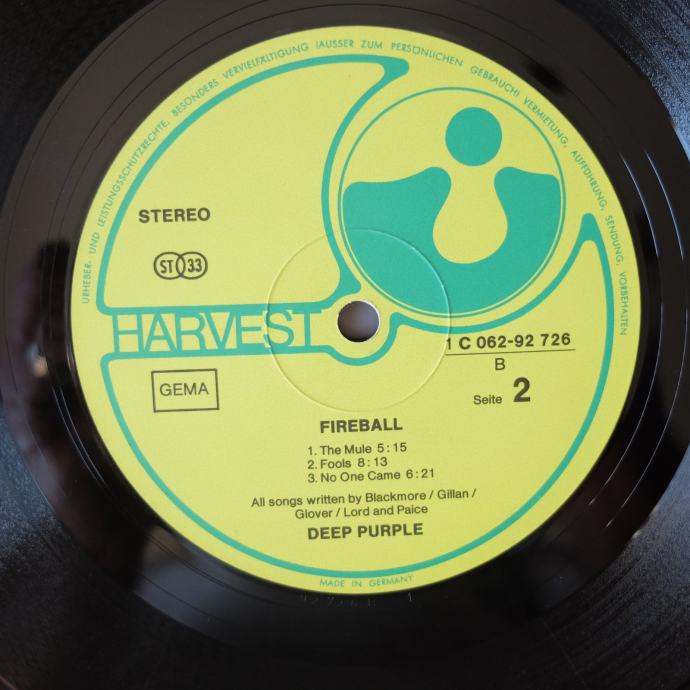 URHEBER- UND LEISTUNGSSCHUTZRECHTE, BESONDERS VERVIELFÄLTIGUNG (AUSSER ZUM PERSÖNLICHEN GEBRAUCH) VERMIETUNG, AUFFÜHRUNG, SENDUNG, VORBEHALTEN
STEREO
ST 33
HARVEST
1 C 062-92 726
B
GEMA
Seite 2
FIREBALL
1. The Mule 5:15
2. Fools 8:13
3. No One Came 6:21
All songs written by Blackmore / Gillan /
Glover / Lord and Paice
DEEP PURPLE
MADE IN GERMANY